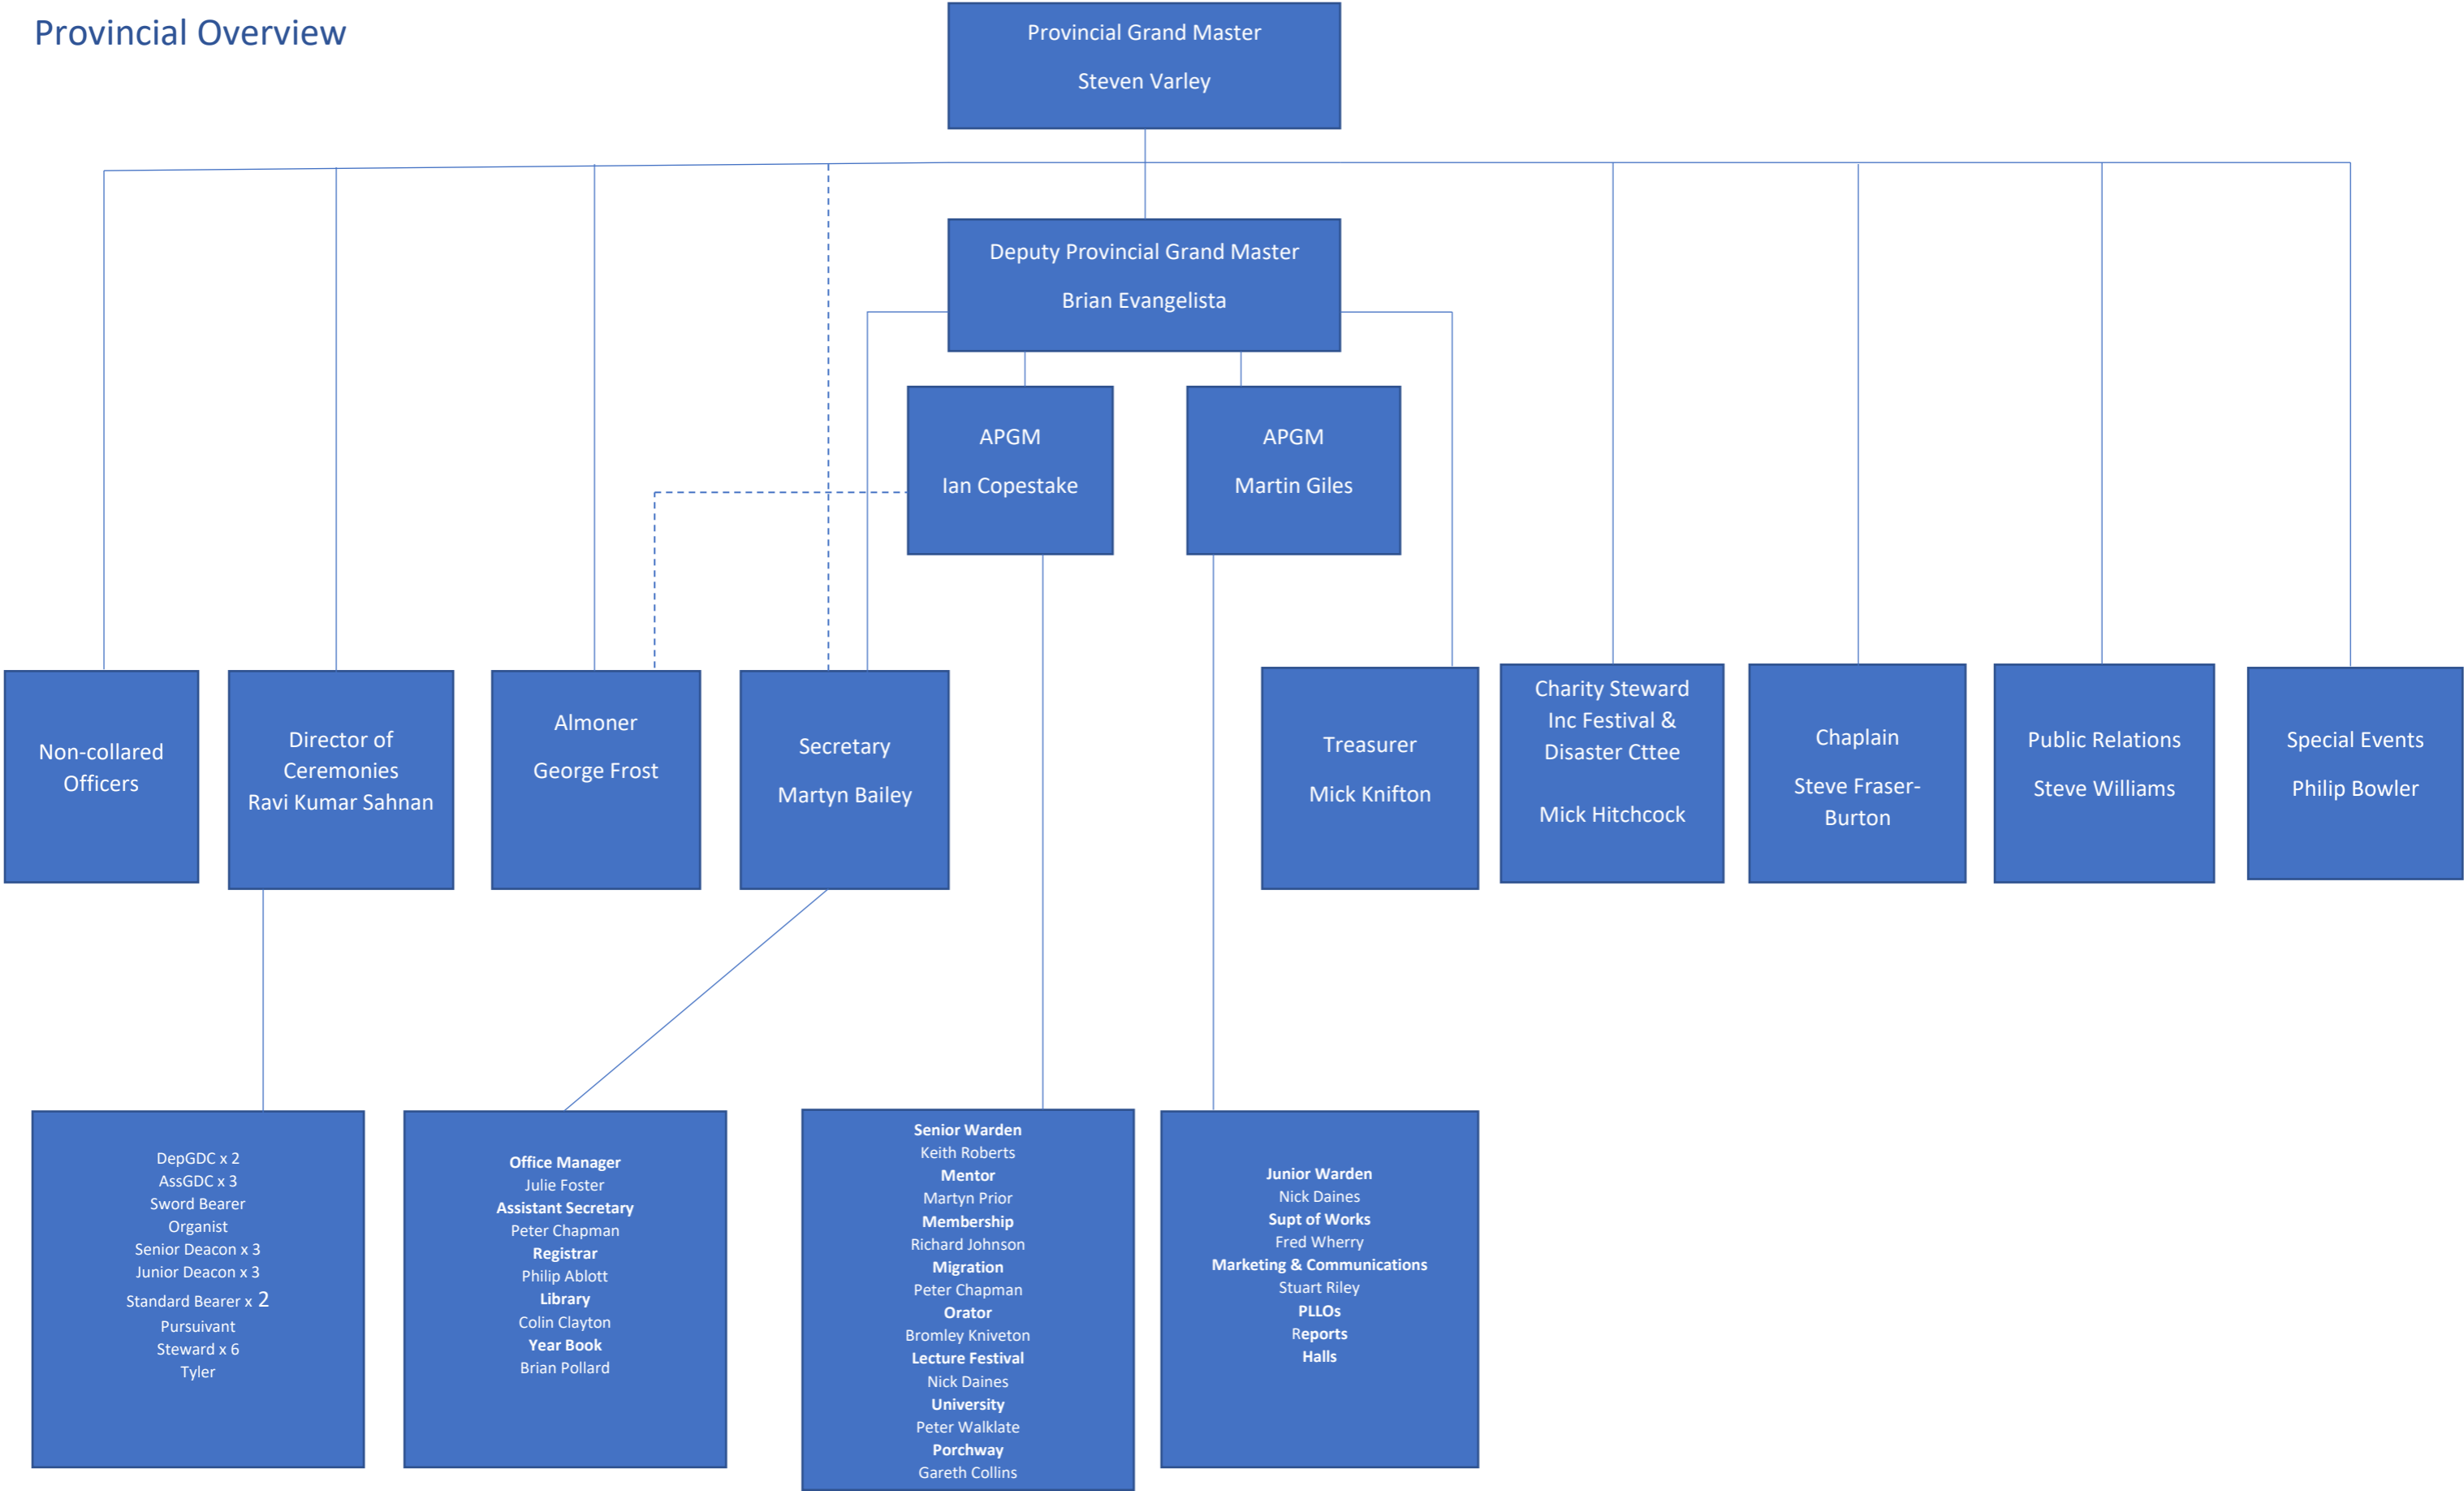 Provincial Overview
Provincial Grand Master
Steven Varley
Deputy Provincial Grand Master
Brian Evangelista
APGM
Ian Copestake
APGM
Martin Giles
Non-collared
Officers
Director of
Ceremonies
Ravi Kumar Sahnan
Almoner
George Frost
Secretary
Martyn Bailey
Treasurer
Mick Knifton
Charity Steward
Inc Festival &
Disaster Cttee
Mick Hitchcock
Chaplain
Steve Fraser-
Burton
Public Relations
Steve Williams
Special Events
Philip Bowler
DepGDC x 2
AssGDC x 3
Sword Bearer
Organist
Senior Deacon x 3
Junior Deacon x 3
Standard Bearer x 2
Pursuivant
Steward x 6
Tyler
Office Manager
Julie Foster
Assistant Secretary
Peter Chapman
Registrar
Philip Ablott
Library
Colin Clayton
Year Book
Brian Pollard
Senior Warden
Keith Roberts
Mentor
Martyn Prior
Membership
Richard Johnson
Migration
Peter Chapman
Orator
Bromley Kniveton
Lecture Festival
Nick Daines
University
Peter Walklate
Porchway
Gareth Collins
Junior Warden
Nick Daines
Supt of Works
Fred Wherry
Marketing & Communications
Stuart Riley
PLLOs
Reports
Halls